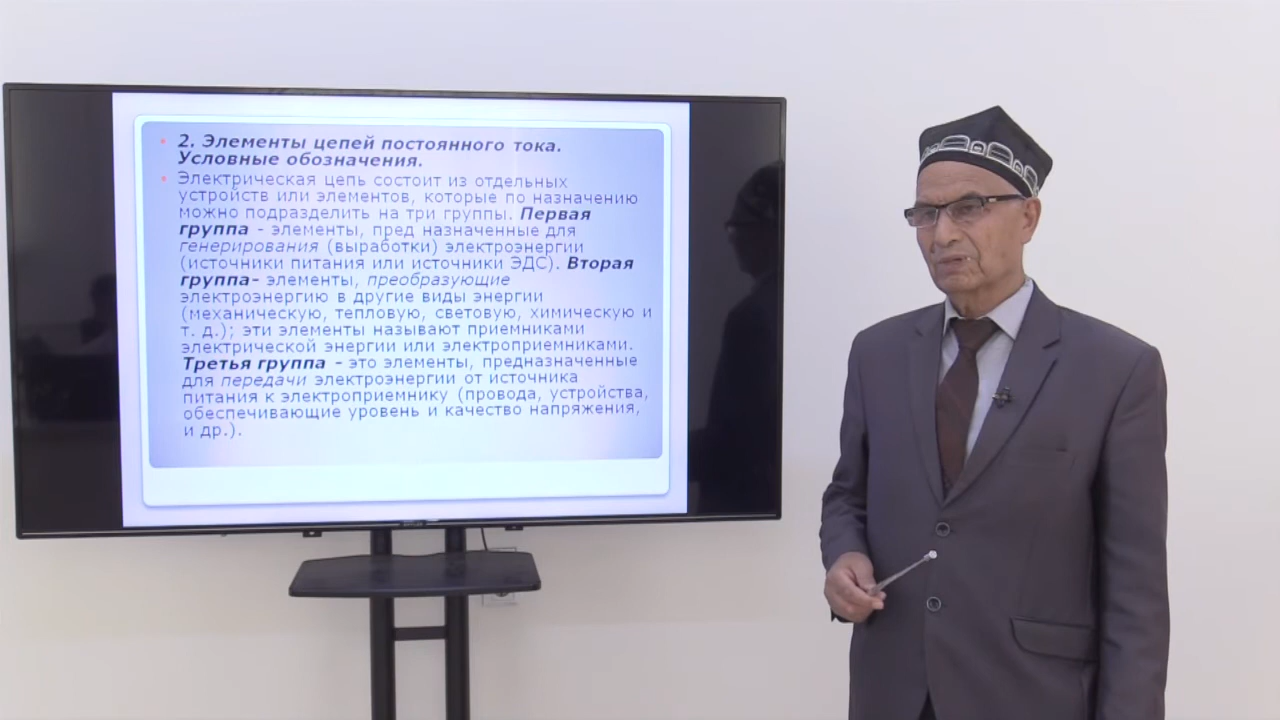 2. Элементы цепей постоянного тока.
Условные обозначения.
Электрическая цепь состоит из отдельных
устройств или элементов, которые по назначению
можно подразделить на три группы. Первая
группа - элементы, пред назначенные для
генерирования (выработки) электроэнергии
(источники питания или источники ЭДС). Вторая
группа- элементы, преобразующие
электроэнергию в другие виды энергии
(механическую, тепловую, световую, химическую и
т. д.); эти элементы называют приемниками
электрической энергии или электроприемниками.
Третья группа - это элементы, предназначенные
для передачи электроэнергии от источника
питания к электроприемнику (провода, устройства,
обеспечивающие уровень и качество напряжения,
и др.).